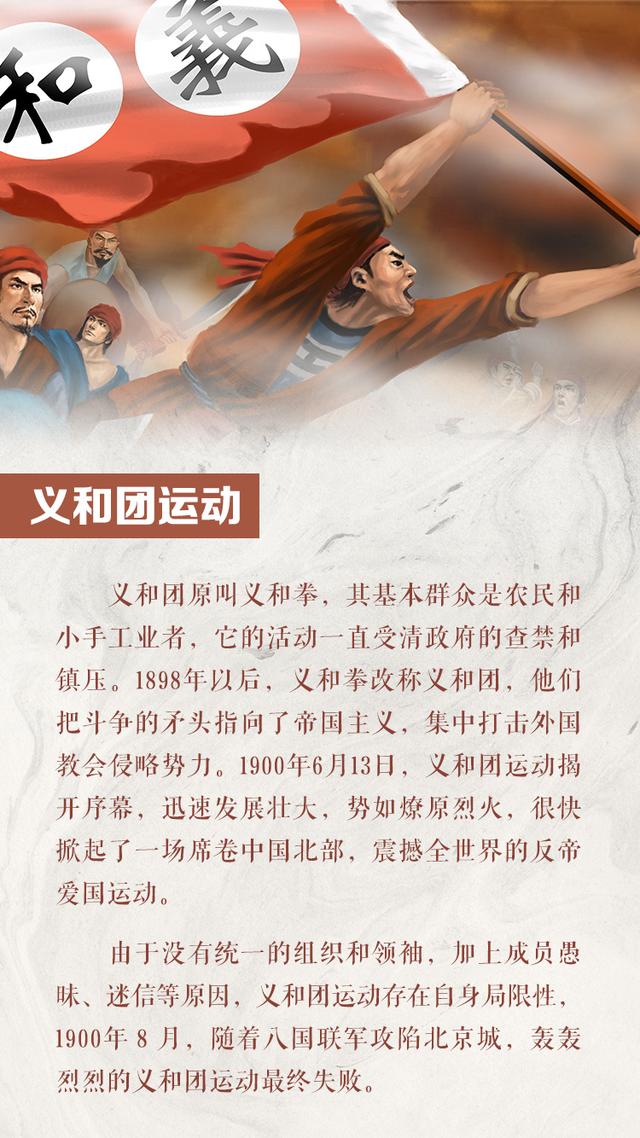 和 義
义和团运动
义和团原叫义和拳，其基本群众是农民和
小手工业者，它的活动一直受清政府的查禁和
镇压。1898年以后，义和拳改称义和团，他们
把斗争的矛头指向了帝国主义，集中打击外国
教会侵略势力。1900年6月13日，义和团运动揭
开序幕，迅速发展壮大，势如燎原烈火，很快
掀起了一场席卷中国北部，震撼全世界的反帝
爱国运动。
由于没有统一的组织和领袖，加上成员愚
昧、迷信等原因，义和团运动存在自身局限性，
1900年 8 月，随着八国联军攻陷北京城，轰轰
烈烈的义和团运动最终失败。